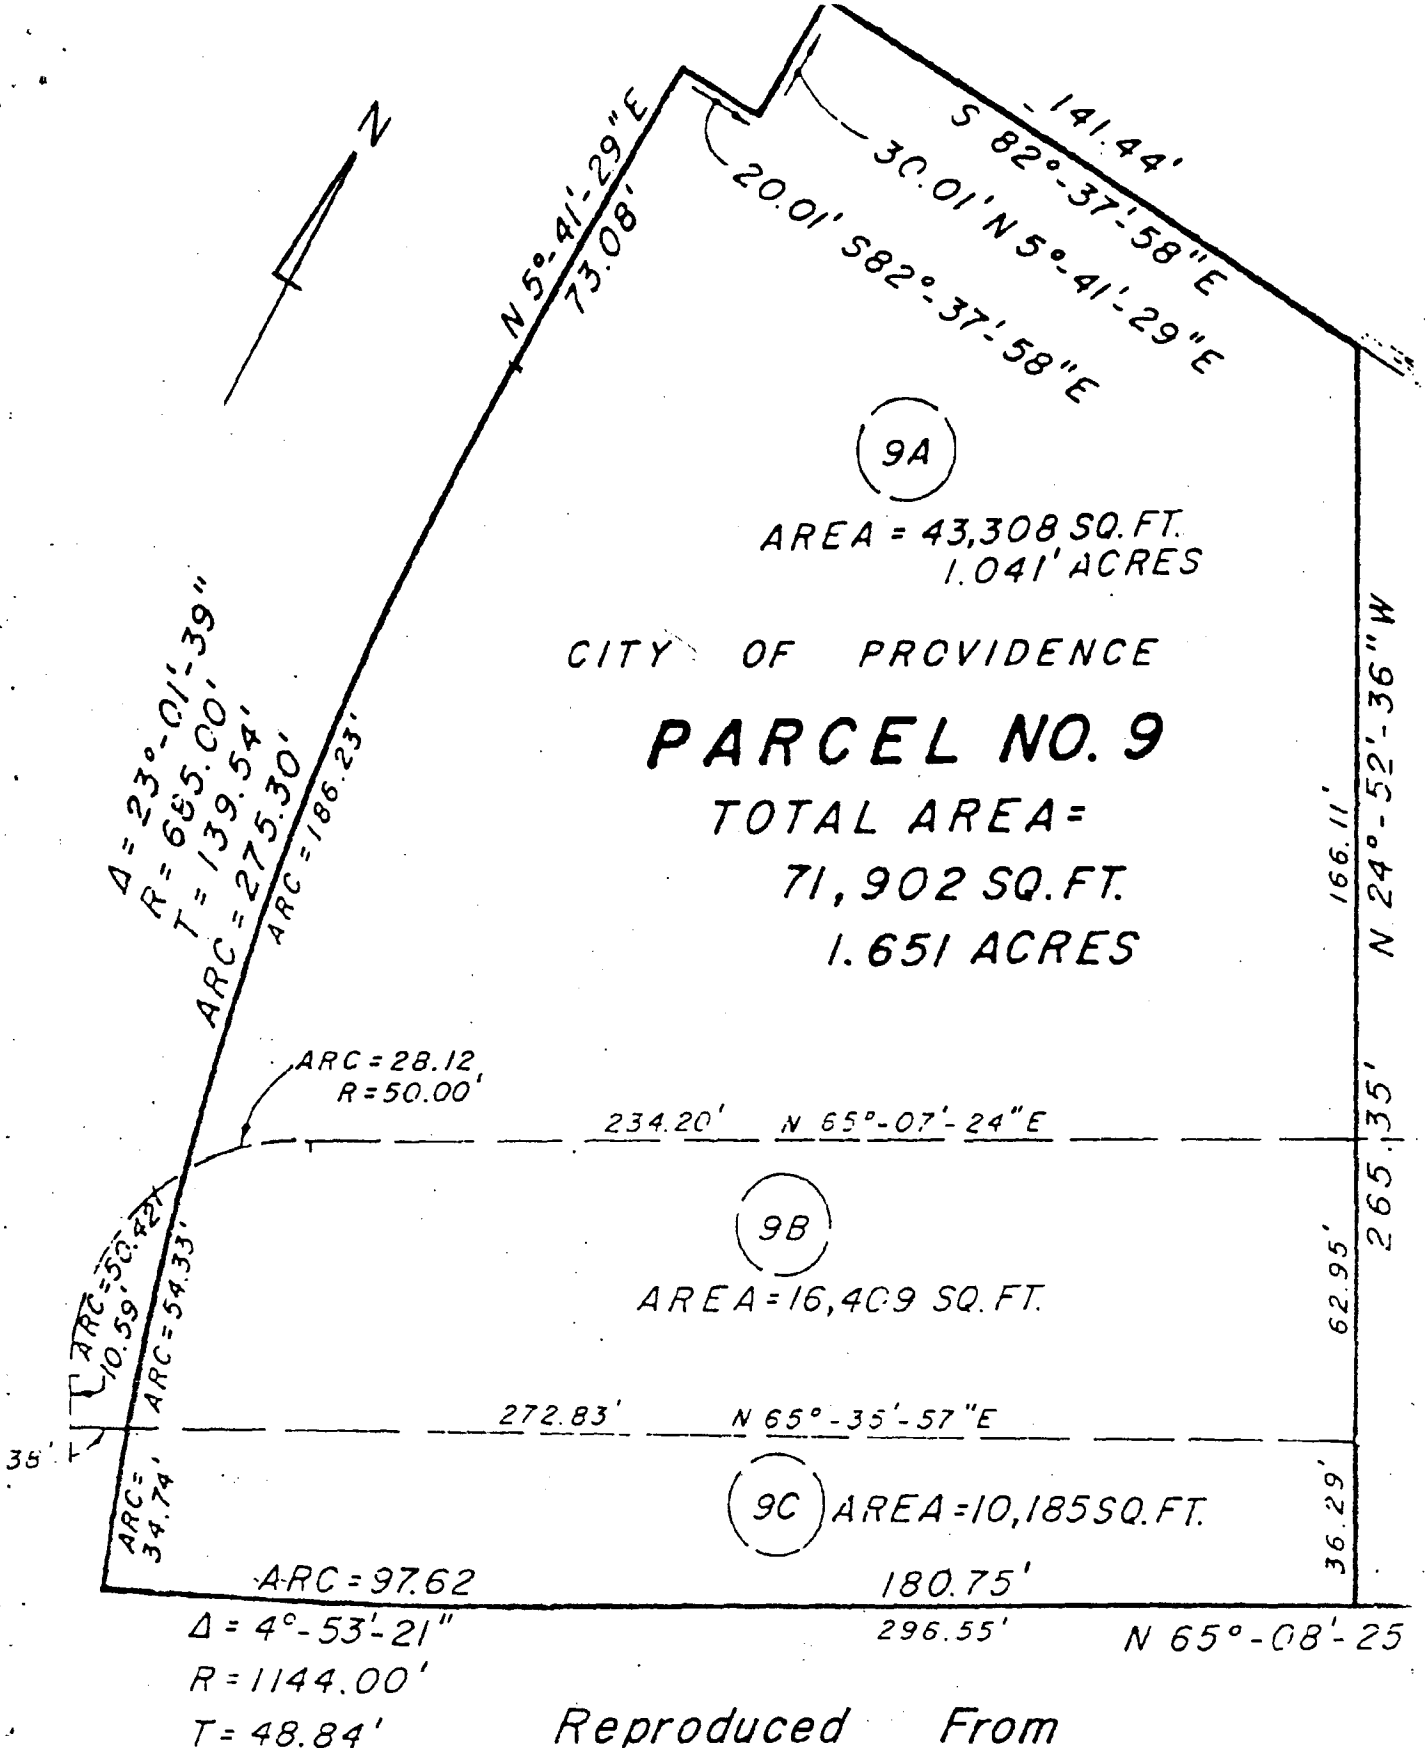 N
141.44'
S 82°-37'-58"E
30.01' N 5°-41'-29"E
20.01' S82°-37'-58"E
N 5°-41'-29"E
73.08'
9A
AREA = 43,308 SQ.FT.
1.041' ACRES
CITY OF PROVIDENCE
PARCEL NO. 9
TOTAL AREA=
71,902 SQ.FT.
1.651 ACRES
Δ = 23°-01'-39"
R = 685.00'
T = 139.54'
ARC = 275.30'
ARC = 186.23'
166.11'
N 24°-52'-36"W
265.35'
ARC = 28.12
R = 50.00'
234.20' N 65°-07'-24"E
9B
AREA = 16,409 SQ.FT.
ARC = 50.42'
10.59'
ARC = 54.33'
62.95'
272.83' N 65°-35'-57"E
38'
ARC =
34.74'
9C AREA = 10,185 SQ.FT.
36.29'
ARC = 97.62 180.75'
Δ = 4°-53'-21" 296.55' N 65°-08'-25
R = 1144.00'
T = 48.84' Reproduced From